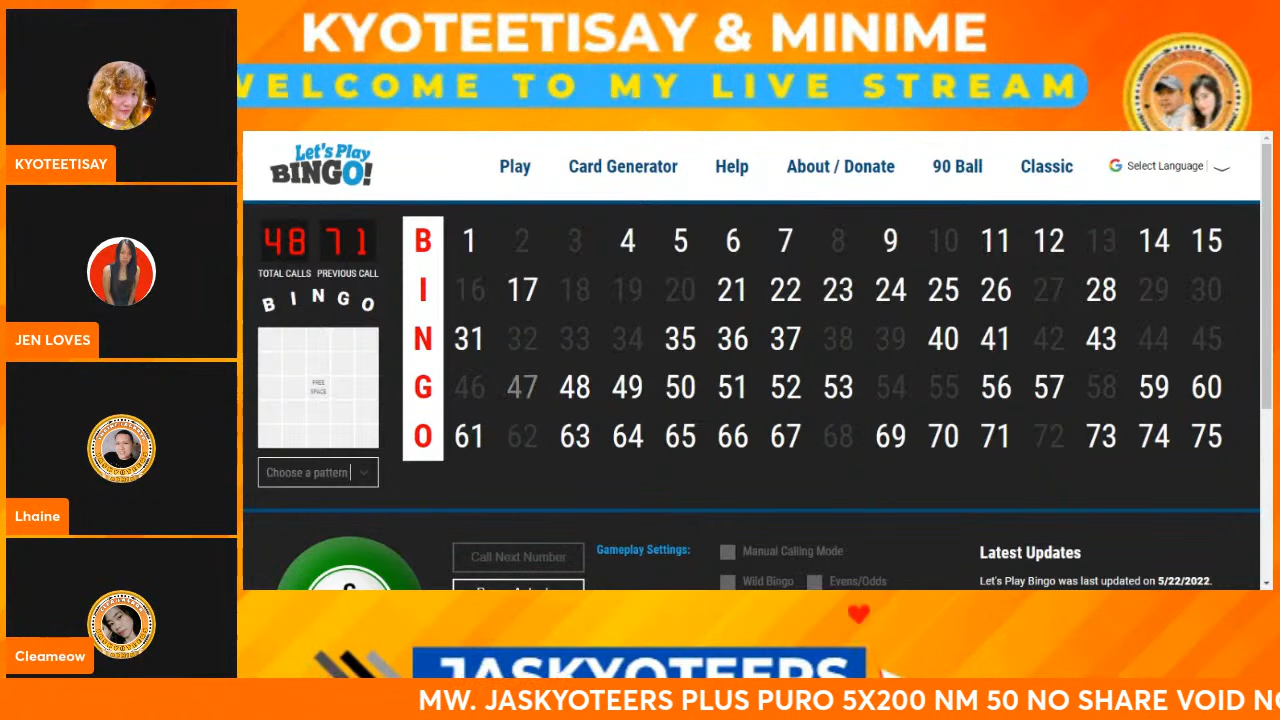 KYOTEETISAY & MINIME
WELCOME TO MY LIVE STREAM
KYOTEETISAY
JEN LOVES
Lhaine
Cleameow
Let's Play
BINGO!
Play Card Generator Help About / Donate 90 Ball Classic G Select Language
48 71
TOTAL CALLS PREVIOUS CALL
B I N G O
FREE
SPACE
Choose a pattern
B 1 2 3 4 5 6 7 8 9 10 11 12 13 14 15
I 16 17 18 19 20 21 22 23 24 25 26 27 28 29 30
N 31 32 33 34 35 36 37 38 39 40 41 42 43 44 45
G 46 47 48 49 50 51 52 53 54 55 56 57 58 59 60
O 61 62 63 64 65 66 67 68 69 70 71 72 73 74 75
Call Next Number
Gameplay Settings:
Manual Calling Mode
Wild Bingo Evens/Odds
Latest Updates
Let's Play Bingo was last updated on 5/22/2022.
JASKYOTEERS
MW. JASKYOTEERS PLUS PURO 5X200 NM 50 NO SHARE VOID